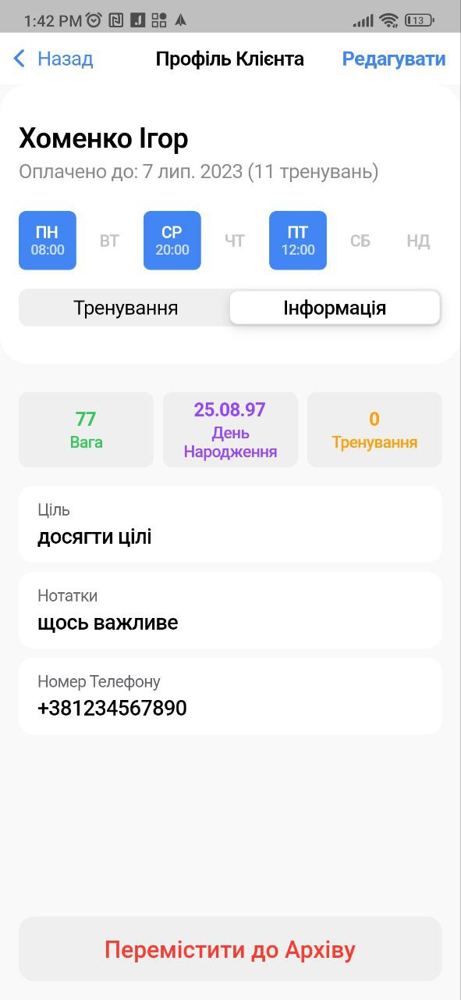 1:42 PM
13
Назад
Профіль Клієнта
Редагувати
Хоменко Ігор
Оплачено до: 7 лип. 2023 (11 тренувань)
ПН
08:00
ВТ
СР
20:00
ЧТ
ПТ
12:00
СБ
НД
Тренування
Інформація
77
Вага
25.08.97
День
Народження
0
Тренування
Ціль
досягти цілі
Нотатки
щось важливе
Номер Телефону
+381234567890
Перемістити до Архіву